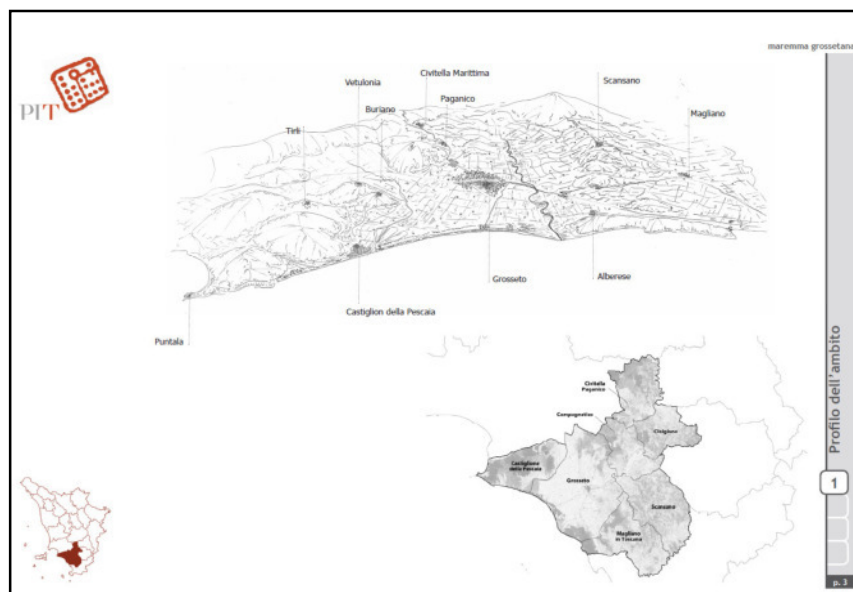 maremma grossetana
PIT
Civitella Marittima
Scansano
Vetulonia
Paganico
Buriano
Magliano
Tirli
Grosseto
Alberese
Castiglion della Pescaia
Puntala
Profilo dell'ambito
1
p. 3
Civitella
Paganico
Campagnatico
Cinigiano
Castiglione
della Pescaia
Grosseto
Scansano
Magliano
in Toscana